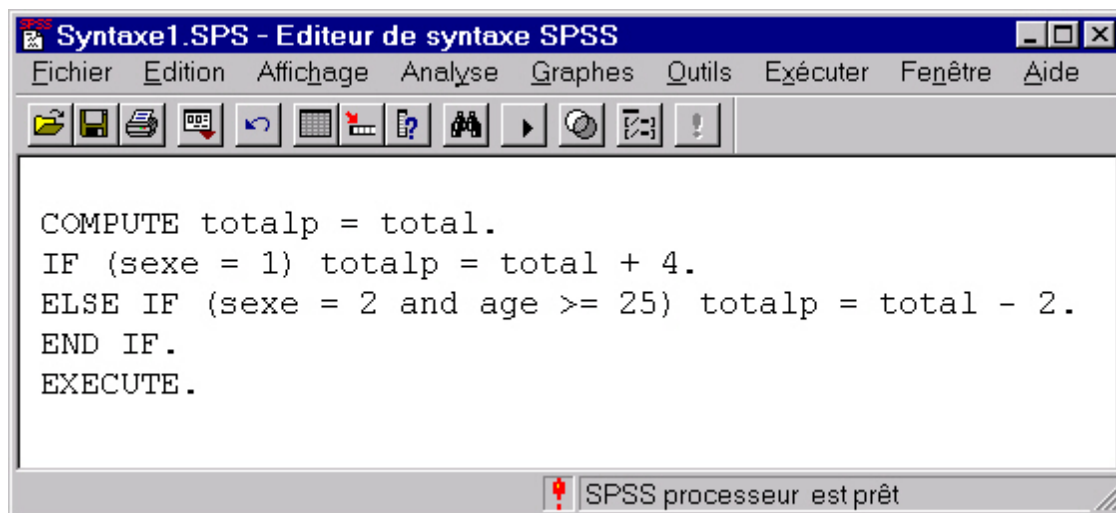 SPSS Syntaxe1.SPS - Editeur de syntaxe SPSS
Fichier Edition Affichage Analyse Graphes Outils Exécuter Fenêtre Aide
COMPUTE totalp = total.
IF (sexe = 1) totalp = total + 4.
ELSE IF (sexe = 2 and age >= 25) totalp = total - 2.
END IF.
EXECUTE.
SPSS processeur est prêt